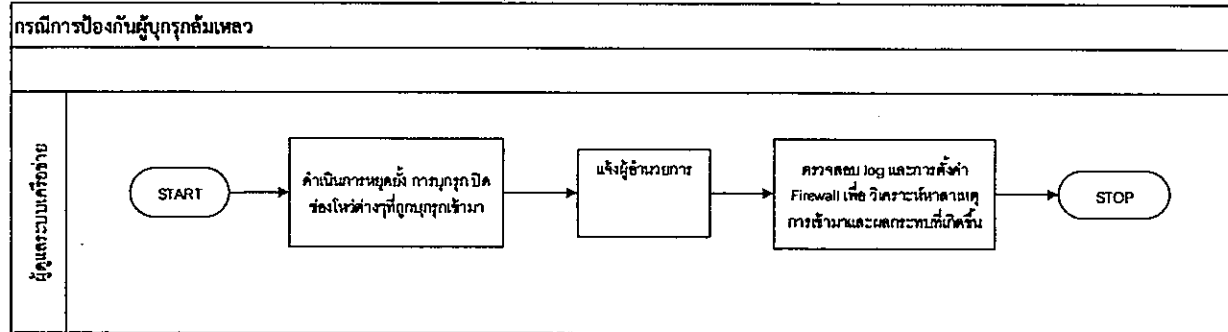 กรณีการป้องกันผู้บุกรุกล้มเหลว
ผู้ดูแลระบบเครือข่าย
START
ดำเนินการหยุดยั้ง การบุกรุก ปิด
ช่องโหว่ต่างๆที่ถูกบุกรุกเข้ามา
แจ้งผู้อำนวยการ
ตรวจสอบ log และการตั้งค่า
Firewall เพื่อ วิเคราะห์หาสาเหตุ
การเข้ามาและผลกระทบที่เกิดขึ้น
STOP